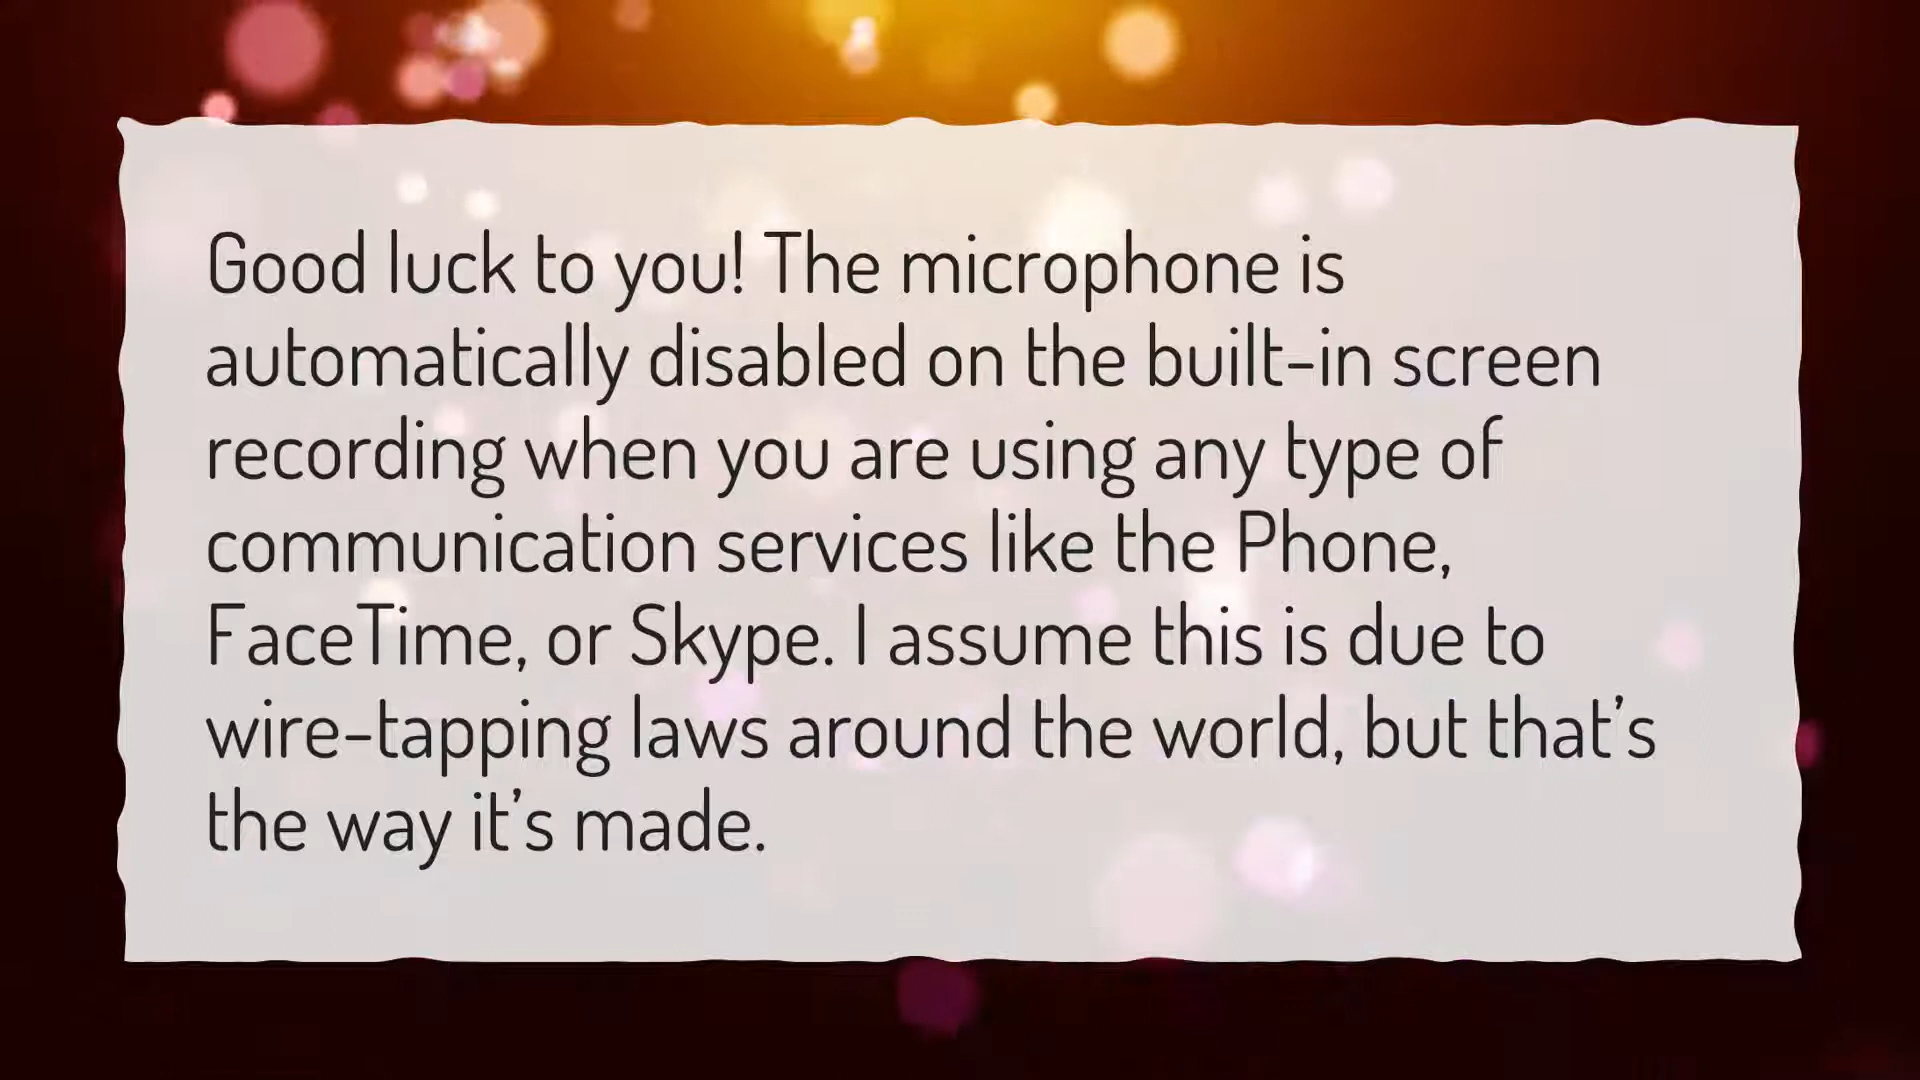 Good luck to you! The microphone is
automatically disabled on the built-in screen
recording when you are using any type of
communication services like the Phone,
FaceTime, or Skype. I assume this is due to
wire-tapping laws around the world, but that’s
the way it’s made.